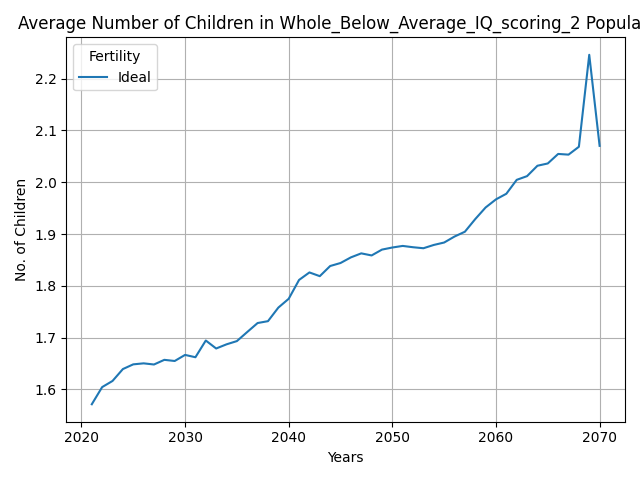 Average Number of Children in Whole_Below_Average_IQ_scoring_2 Popula
Fertility
Ideal
No. of Children
2.2
2.1
2.0
1.9
1.8
1.7
1.6
2020 2030 2040 2050 2060 2070
Years